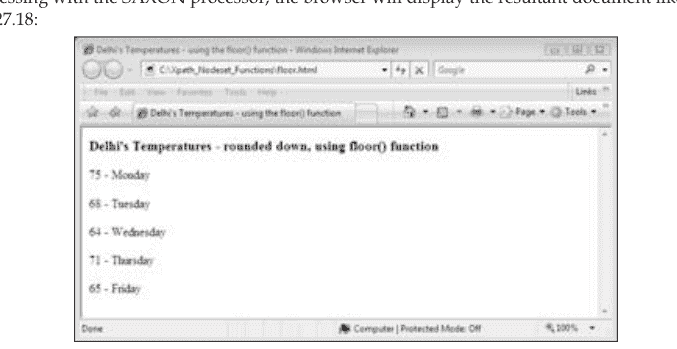 essing with the SAXON processor, the browser will display the resultant document like
27.18:
Delhi's Temperatures - using the floor() function - Windows Internet Explorer
C:\Xpath_Nodeset_Functions\floor.html
Google
File Edit View Favorites Tools Help
Links
Delhi's Temperatures - using the floor() function
Page Tools
Delhi's Temperatures - rounded down, using floor() function
75 - Monday
68 - Tuesday
64 - Wednesday
71 - Thursday
65 - Friday
Done
Computer | Protected Mode: Off
100%